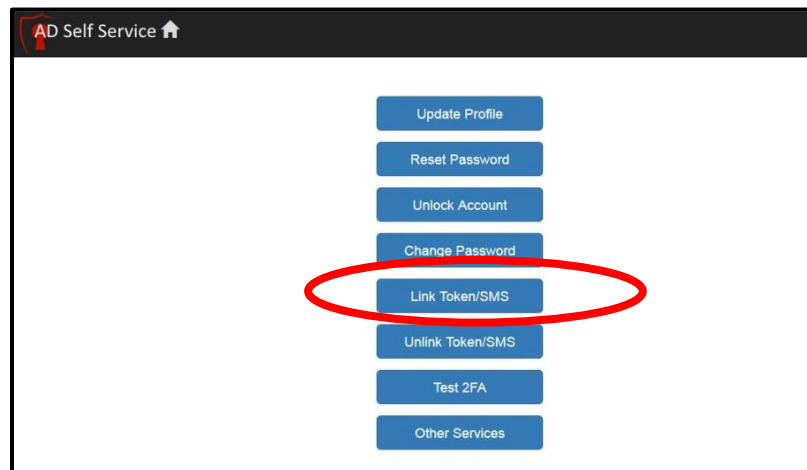 AD Self Service
Update Profile
Reset Password
Unlock Account
Change Password
Link Token/SMS
Unlink Token/SMS
Test 2FA
Other Services